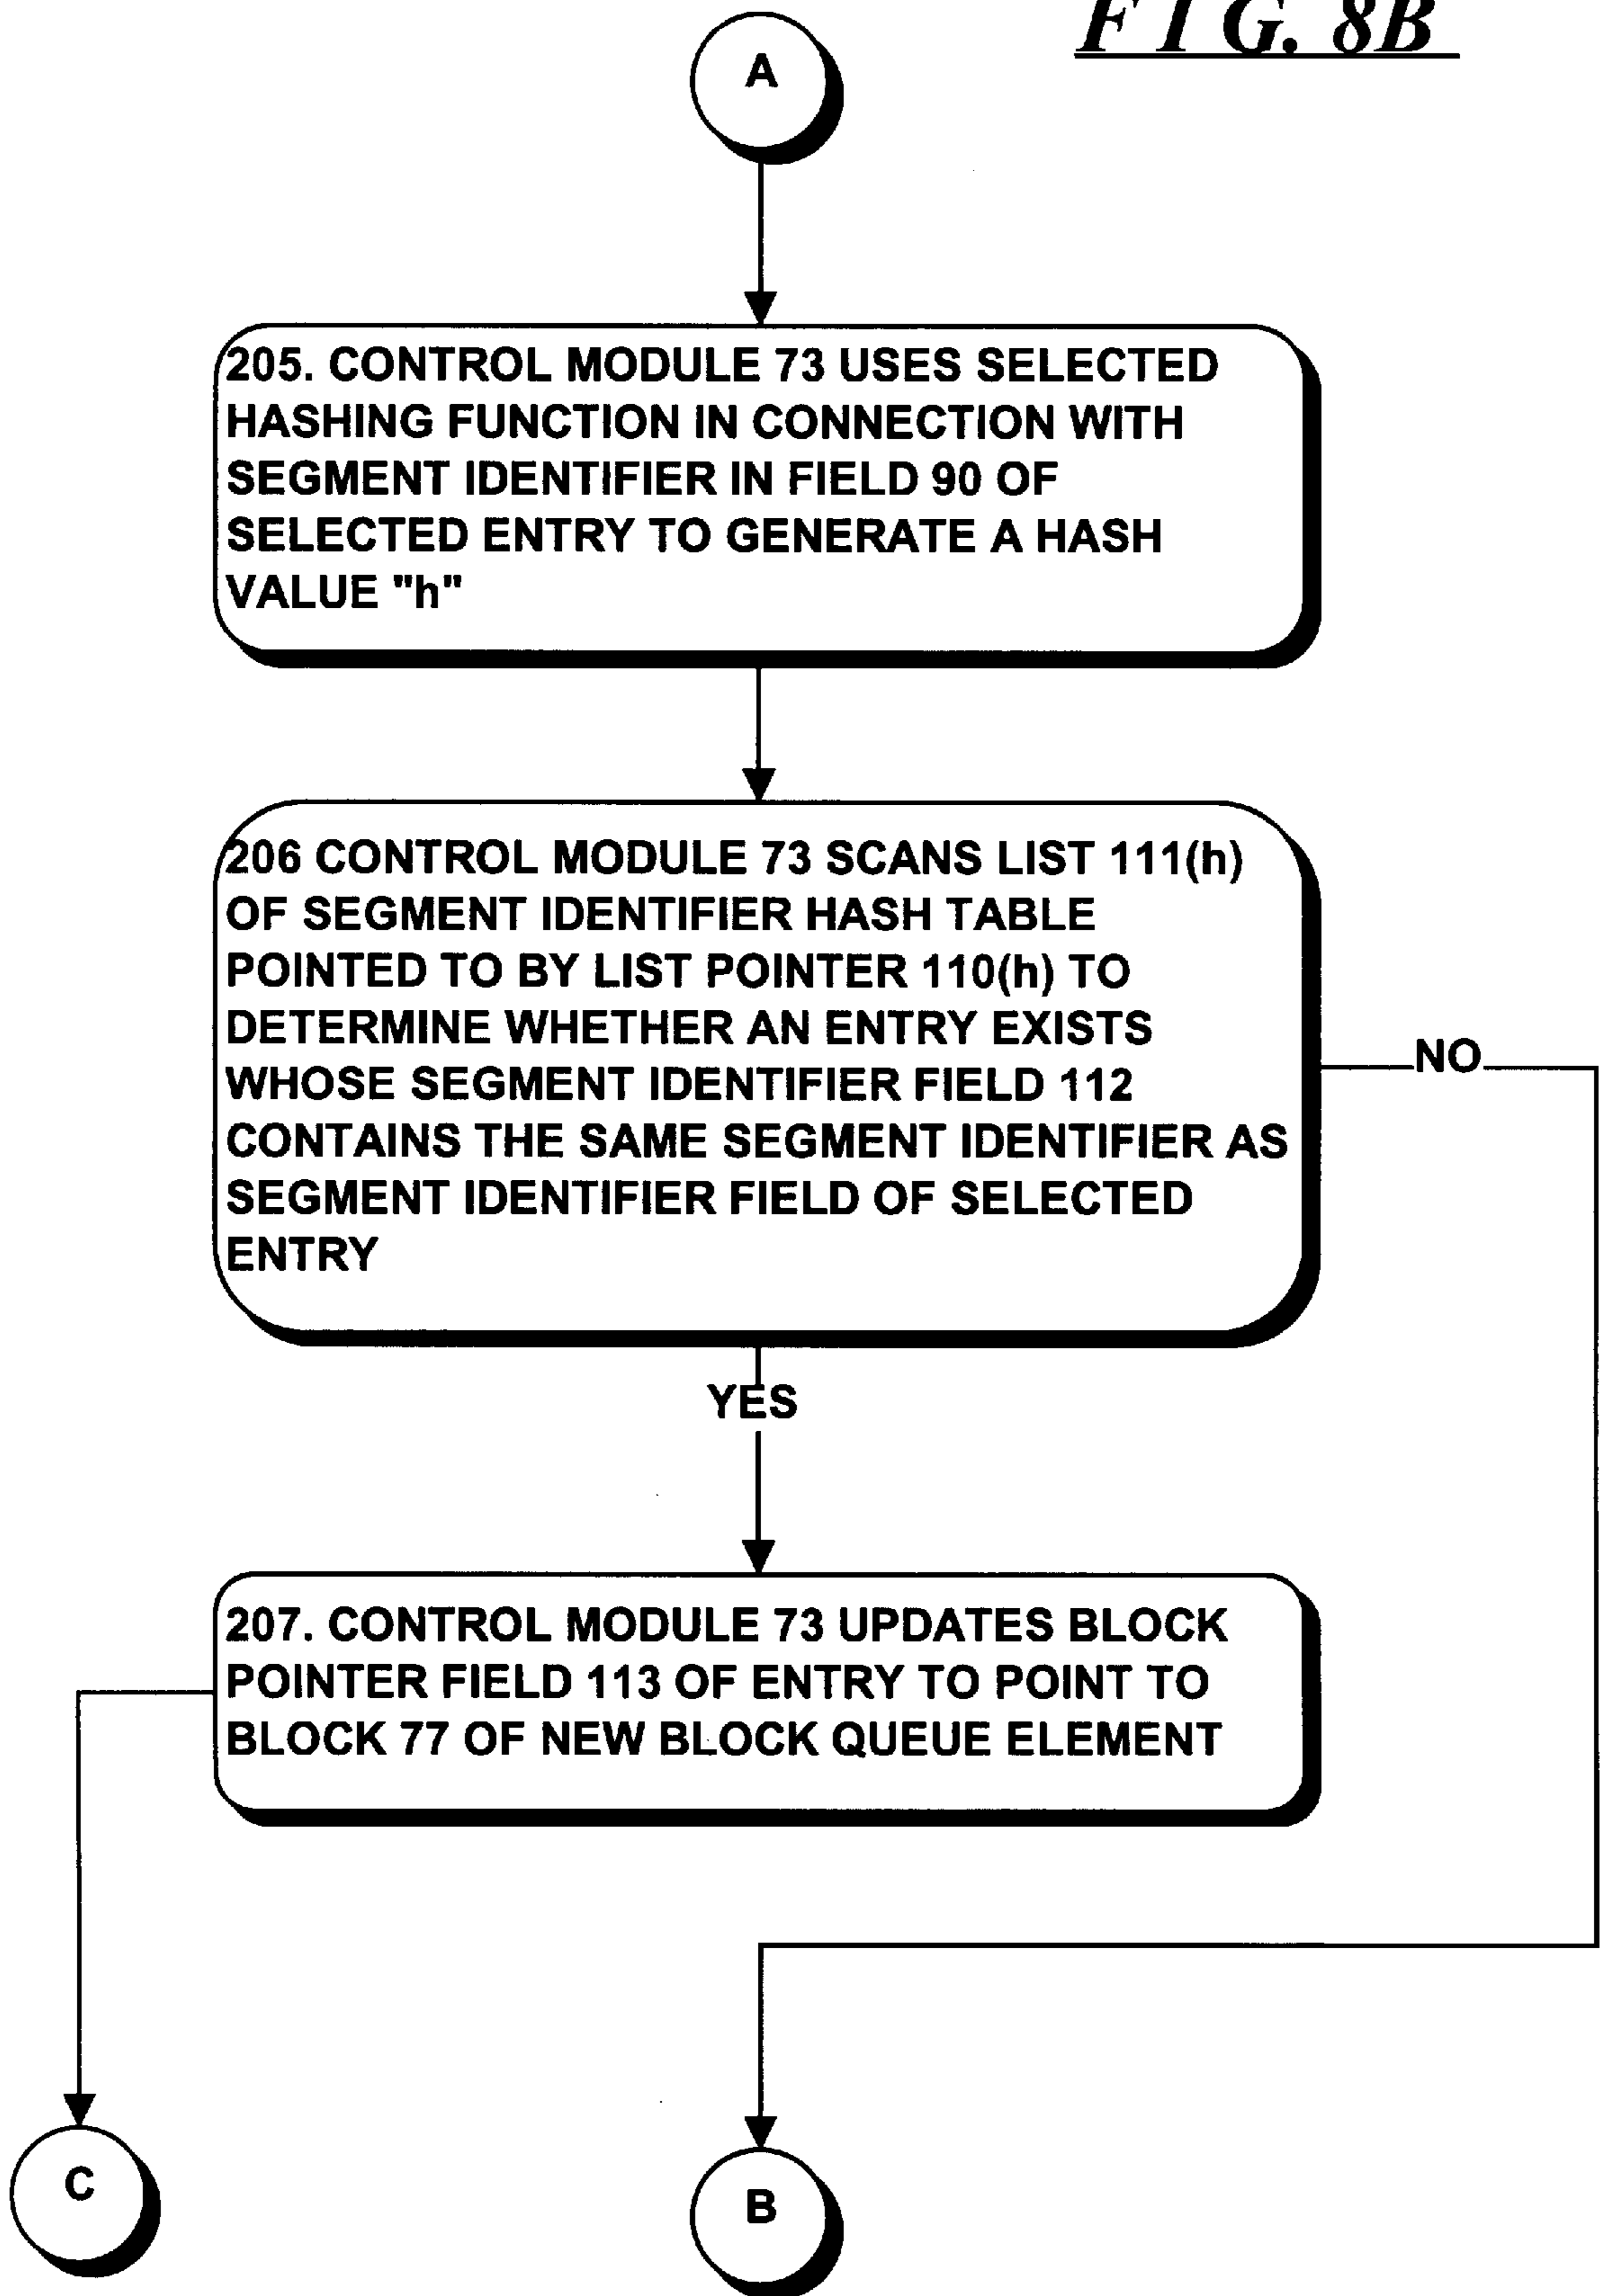 FIG. 8B
A
205. CONTROL MODULE 73 USES SELECTED
HASHING FUNCTION IN CONNECTION WITH
SEGMENT IDENTIFIER IN FIELD 90 OF
SELECTED ENTRY TO GENERATE A HASH
VALUE "h"
206 CONTROL MODULE 73 SCANS LIST 111(h)
OF SEGMENT IDENTIFIER HASH TABLE
POINTED TO BY LIST POINTER 110(h) TO
DETERMINE WHETHER AN ENTRY EXISTS
WHOSE SEGMENT IDENTIFIER FIELD 112
CONTAINS THE SAME SEGMENT IDENTIFIER AS
SEGMENT IDENTIFIER FIELD OF SELECTED
ENTRY
NO
YES
207. CONTROL MODULE 73 UPDATES BLOCK
POINTER FIELD 113 OF ENTRY TO POINT TO
BLOCK 77 OF NEW BLOCK QUEUE ELEMENT
C
B